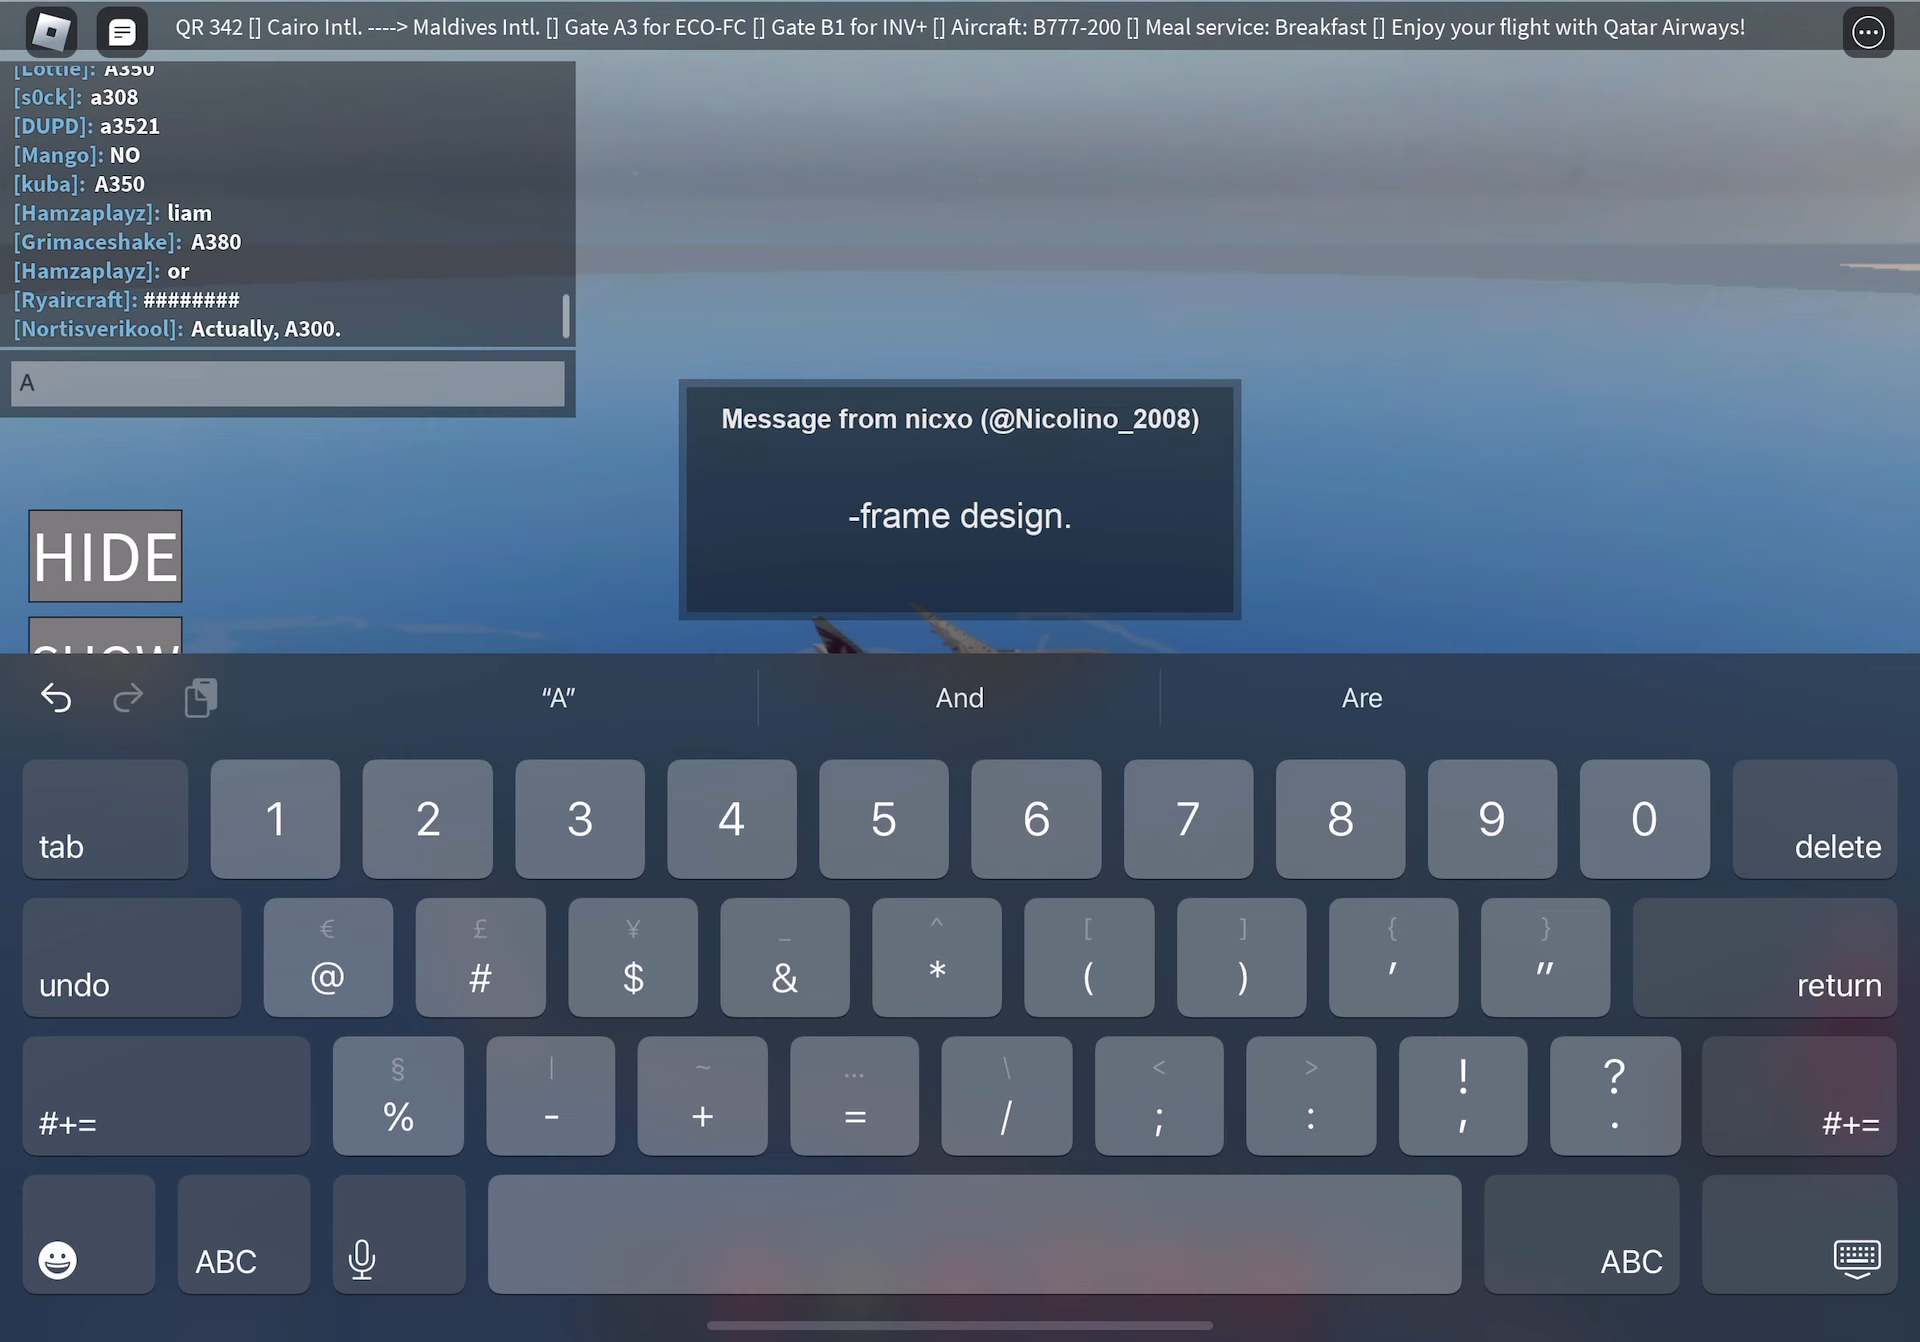 QR 342 [] Cairo Intl. ----> Maldives Intl. [] Gate A3 for ECO-FC [] Gate B1 for INV+ [] Aircraft: B777-200 [] Meal service: Breakfast [] Enjoy your flight with Qatar Airways!
[Lottie]: A350
[s0ck]: a308
[DUPD]: a3521
[Mango]: NO
[kuba]: A350
[Hamzaplayz]: liam
[Grimaceshake]: A380
[Hamzaplayz]: or
[Ryaircraft]: ########
[Nortisverikool]: Actually, A300.
A
Message from nicxo (@Nicolino_2008)
-frame design.
HIDE
SHOW
“A” And Are
tab 1 2 3 4 5 6 7 8 9 0 delete
€ £ ¥ _ ^ [ ] { }
undo @ # $ & * ( ) ' " return
§ | ~ … \ < > ! ?
#+= % - + = / ; : , . #+=
ABC ABC